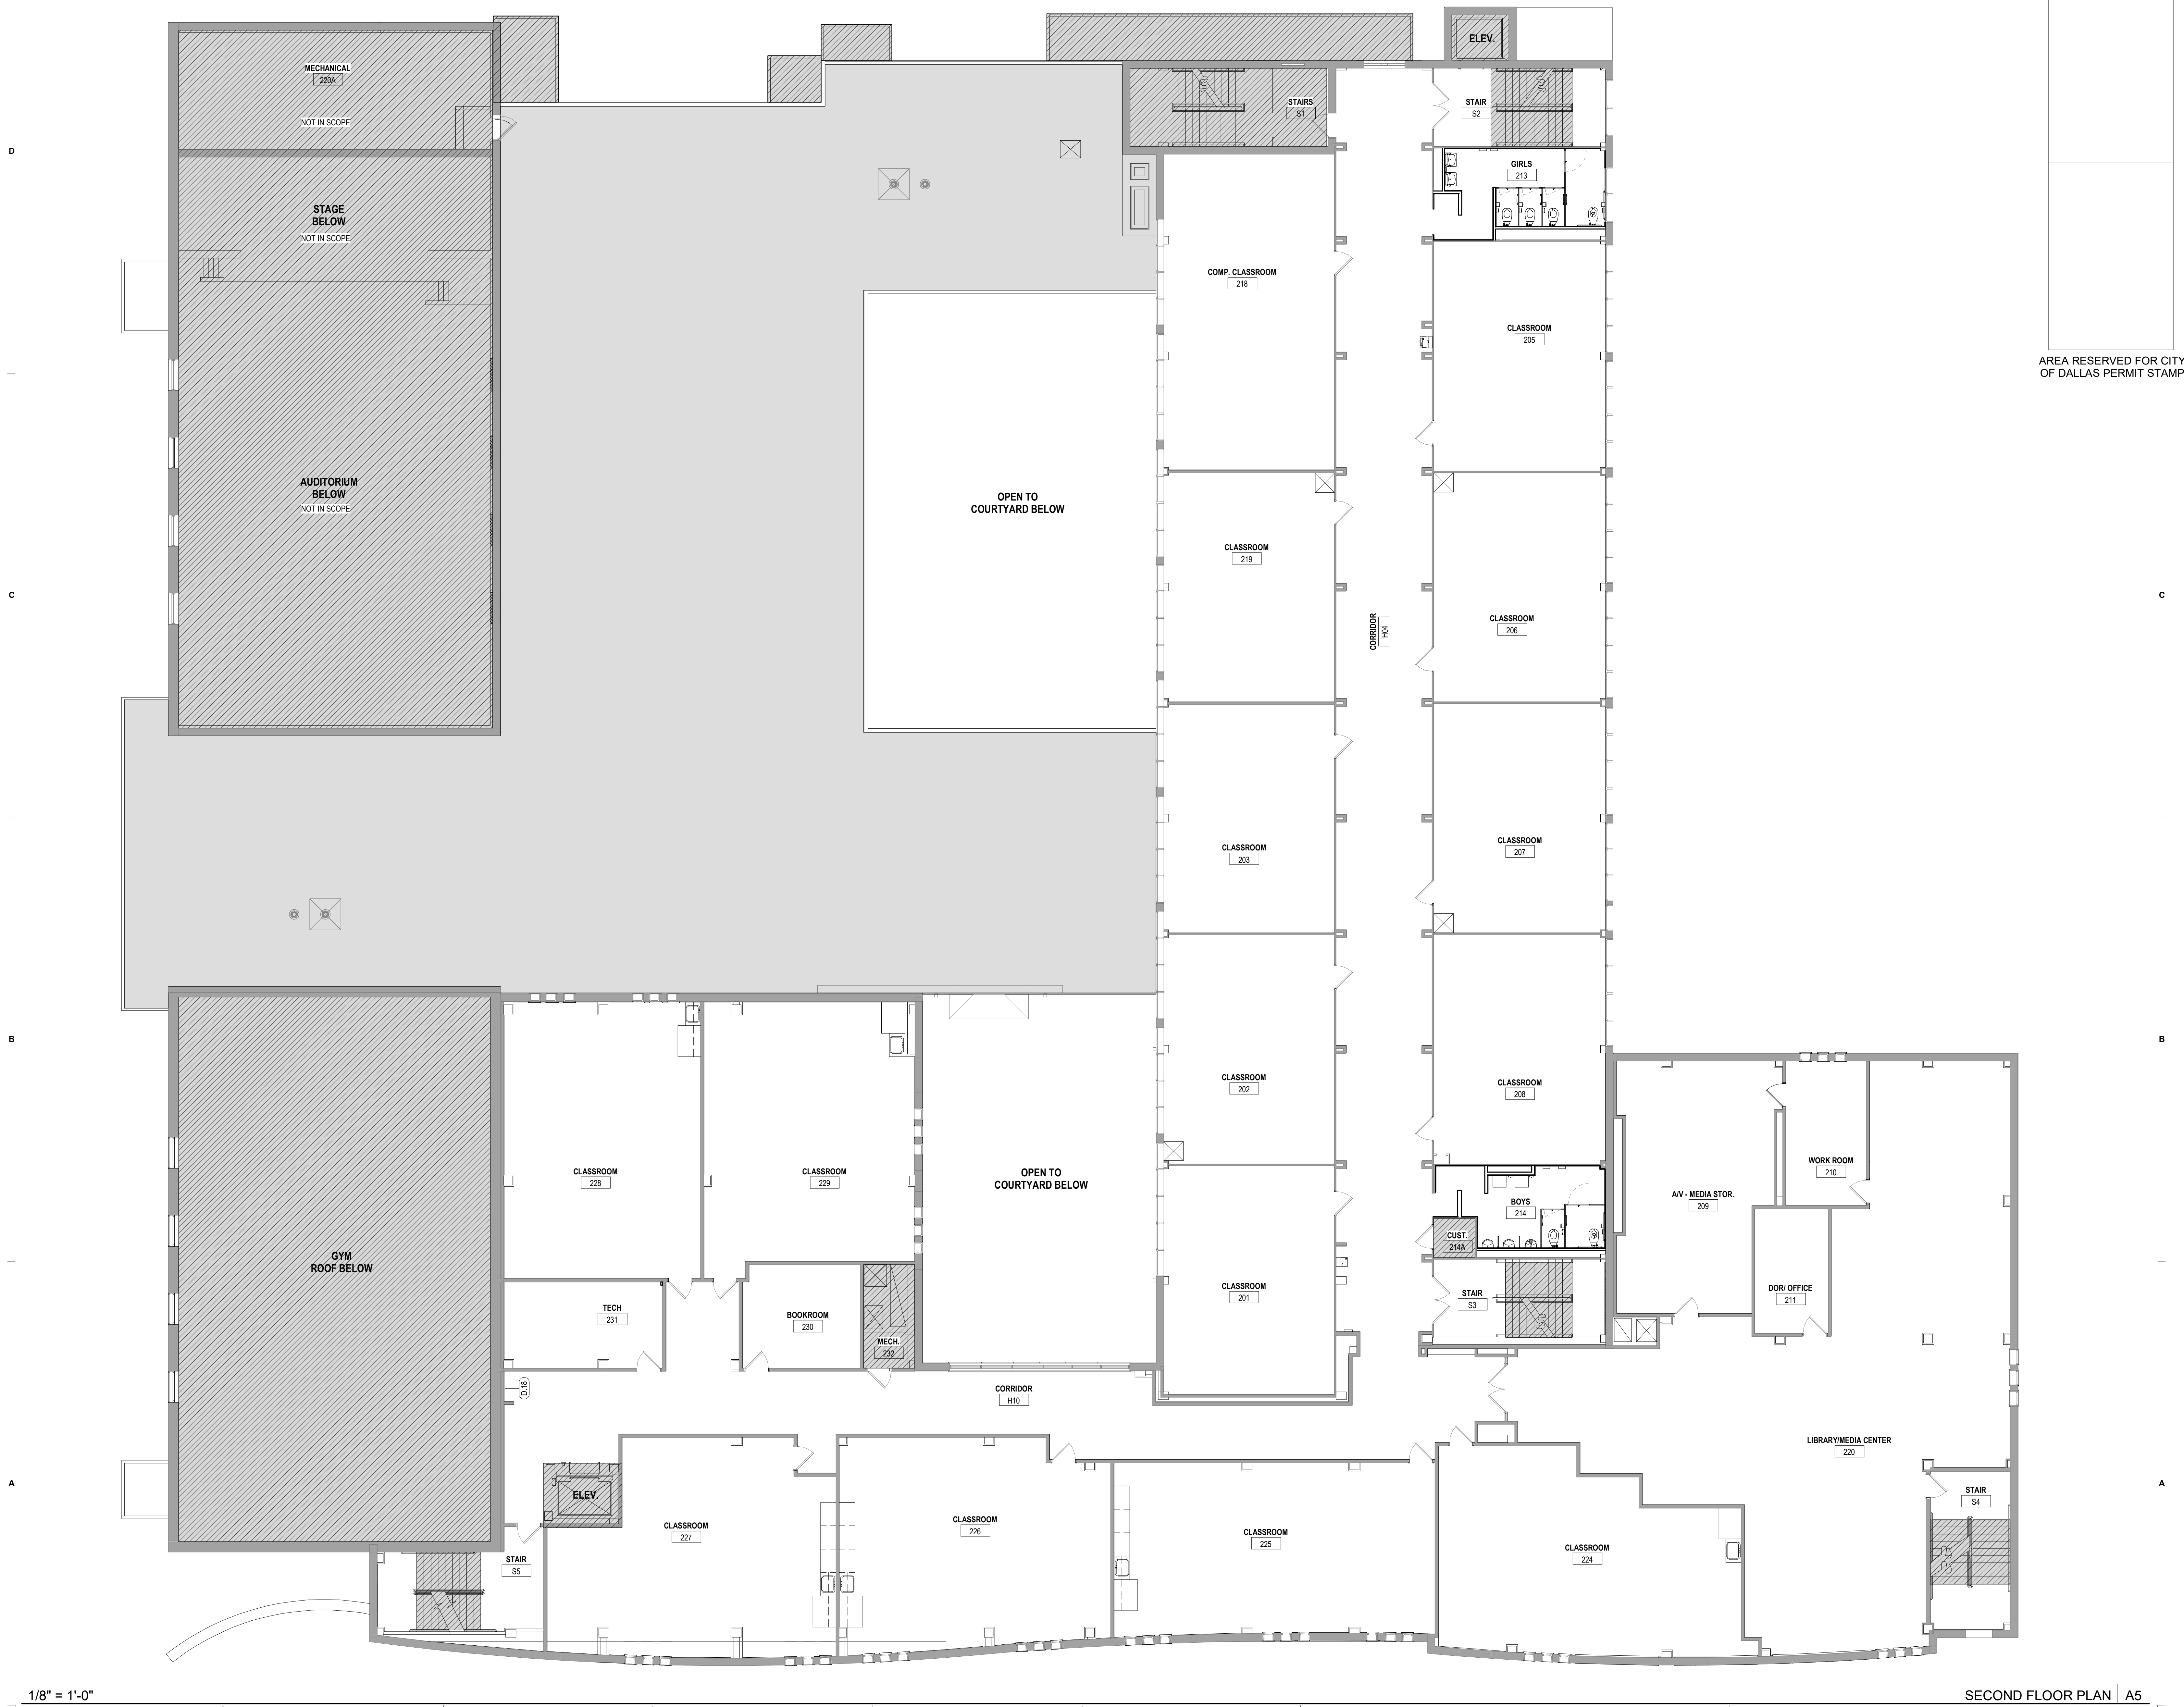 ELEV.
MECHANICAL
220A
NOT IN SCOPE
STAIRS
S1
STAIR
S2
D
GIRLS
213
STAGE
BELOW
NOT IN SCOPE
COMP. CLASSROOM
218
CLASSROOM
205
AREA RESERVED FOR CITY
OF DALLAS PERMIT STAMP
AUDITORIUM
BELOW
NOT IN SCOPE
OPEN TO
COURTYARD BELOW
CLASSROOM
219
C
CLASSROOM
206
CORRIDOR
H04
C
CLASSROOM
203
CLASSROOM
207
B
CLASSROOM
202
CLASSROOM
208
B
CLASSROOM
228
CLASSROOM
229
OPEN TO
COURTYARD BELOW
WORK ROOM
210
A/V - MEDIA STOR.
209
BOYS
214
CUST.
214A
GYM
ROOF BELOW
CLASSROOM
201
STAIR
S3
DOR/ OFFICE
211
TECH
231
BOOKROOM
230
MECH.
232
D.18
CORRIDOR
H10
LIBRARY/MEDIA CENTER
220
A
ELEV.
STAIR
S4
A
CLASSROOM
227
CLASSROOM
226
CLASSROOM
225
CLASSROOM
224
STAIR
S5
1/8" = 1'-0"
SECOND FLOOR PLAN A5